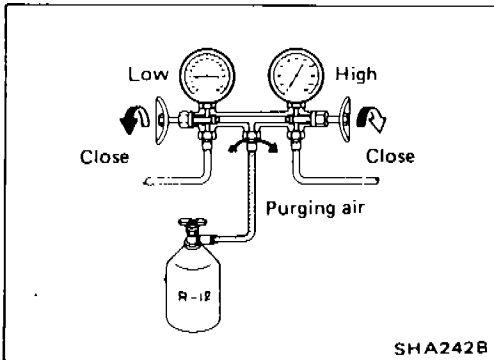 Low
High
Close
Close
Purging air
R-12
SHA242B